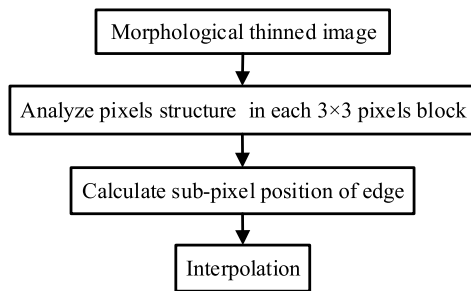 Morphological thinned image
Analyze pixels structure in each 3×3 pixels block
Calculate sub-pixel position of edge
Interpolation